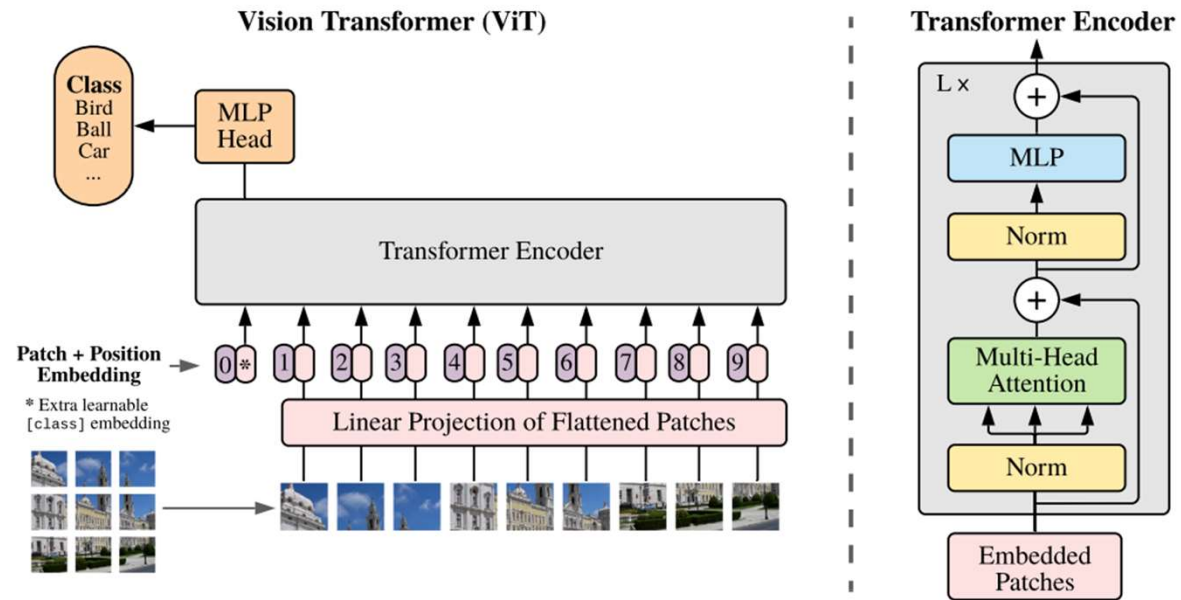 Vision Transformer (ViT)
Class
Bird
Ball
Car
...
MLP
Head
Transformer Encoder
Patch + Position
Embedding
0 * 1 2 3 4 5 6 7 8 9
* Extra learnable
[class] embedding
Linear Projection of Flattened Patches
Transformer Encoder
L x
+
MLP
Norm
+
Multi-Head
Attention
Norm
Embedded
Patches